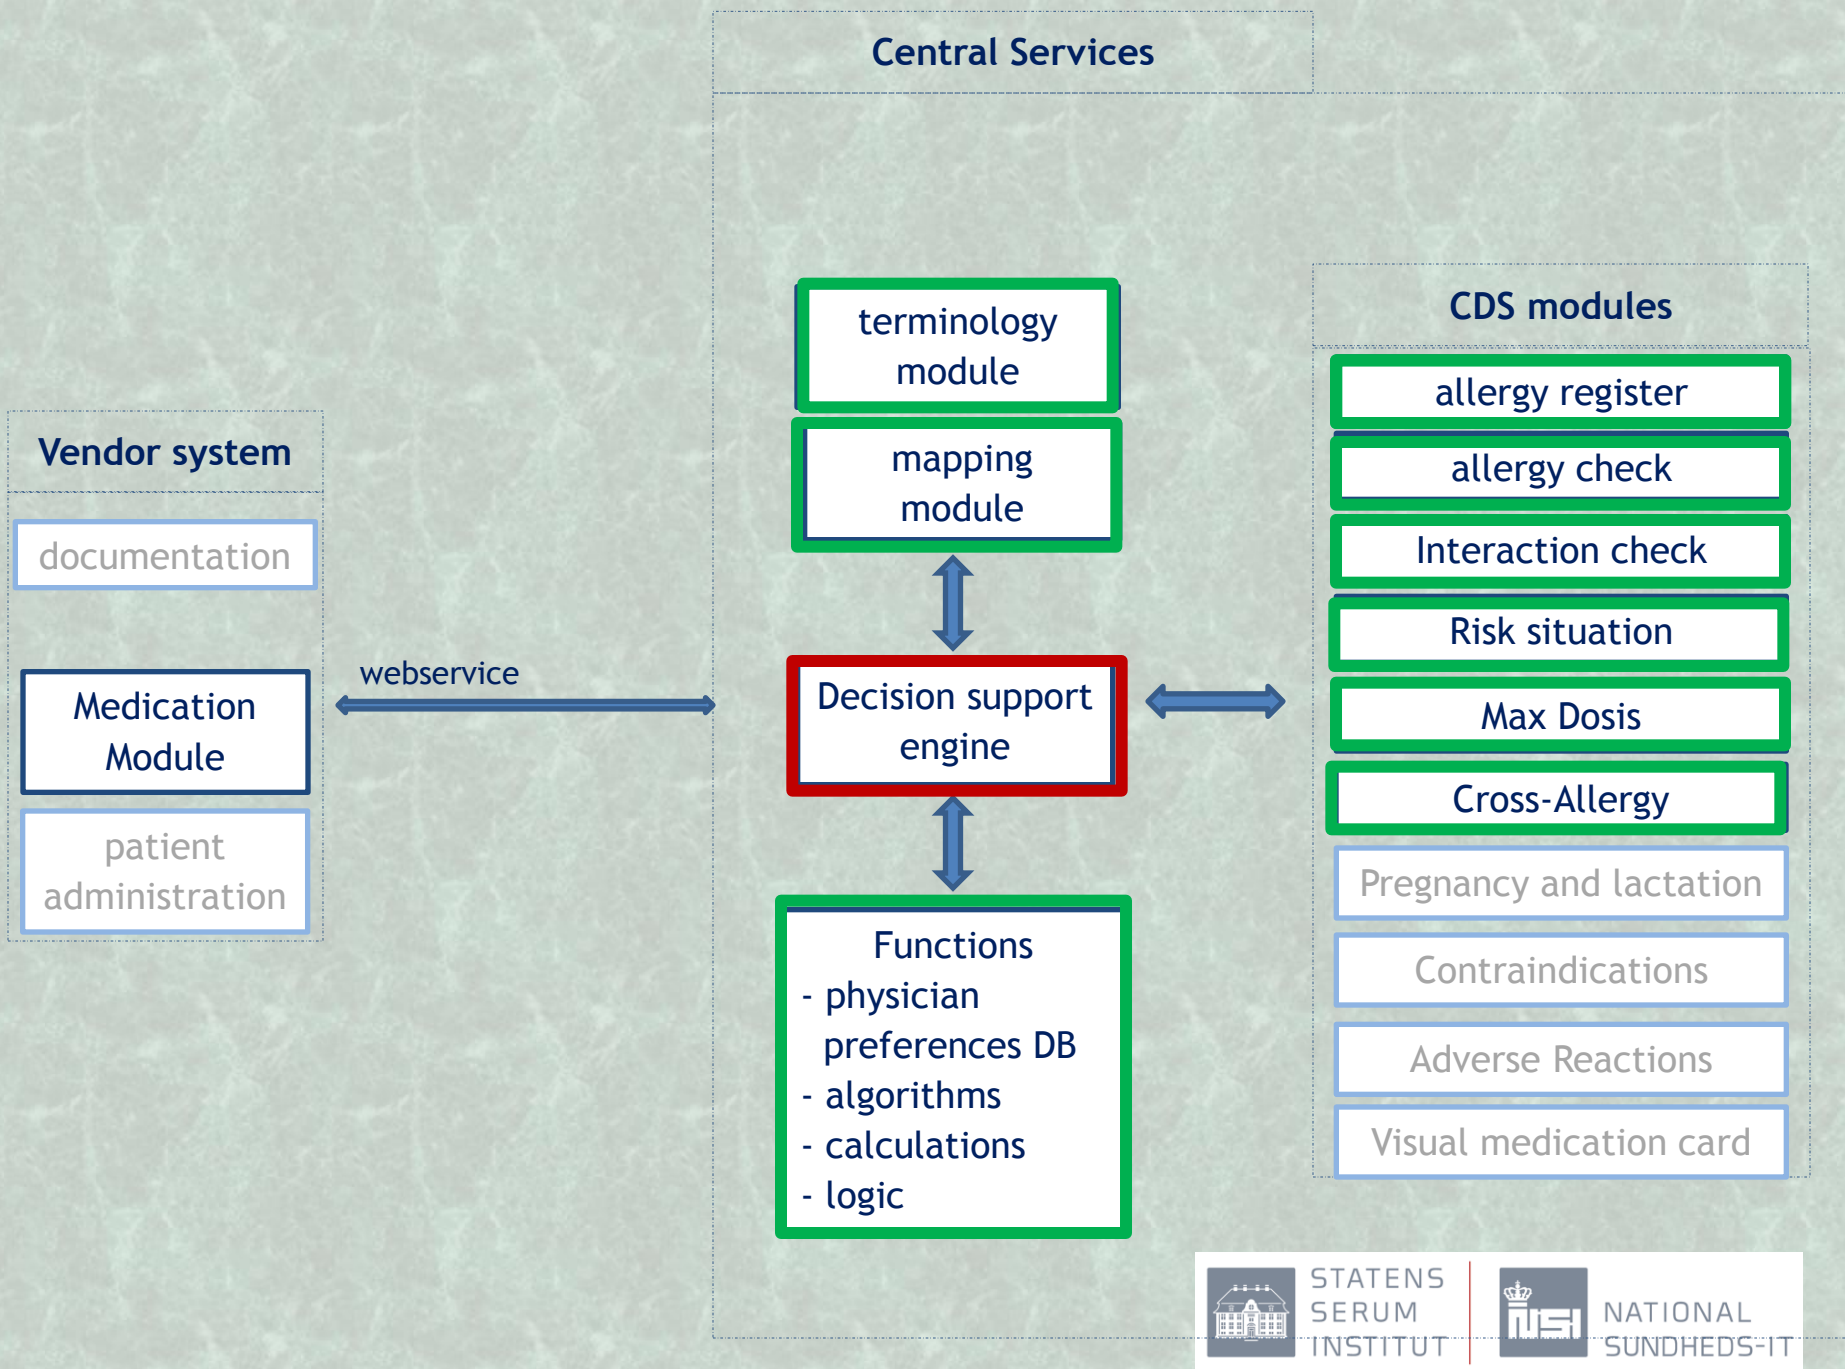 Central Services
Vendor system
documentation
Medication
Module
patient
administration
webservice
terminology
module
mapping
module
Decision support
engine
Functions
- physician
preferences DB
- algorithms
- calculations
- logic
CDS modules
allergy register
allergy check
Interaction check
Risk situation
Max Dosis
Cross-Allergy
Pregnancy and lactation
Contraindications
Adverse Reactions
Visual medication card
STATENS
SERUM
INSTITUT
NSI
NATIONAL
SUNDHEDS-IT